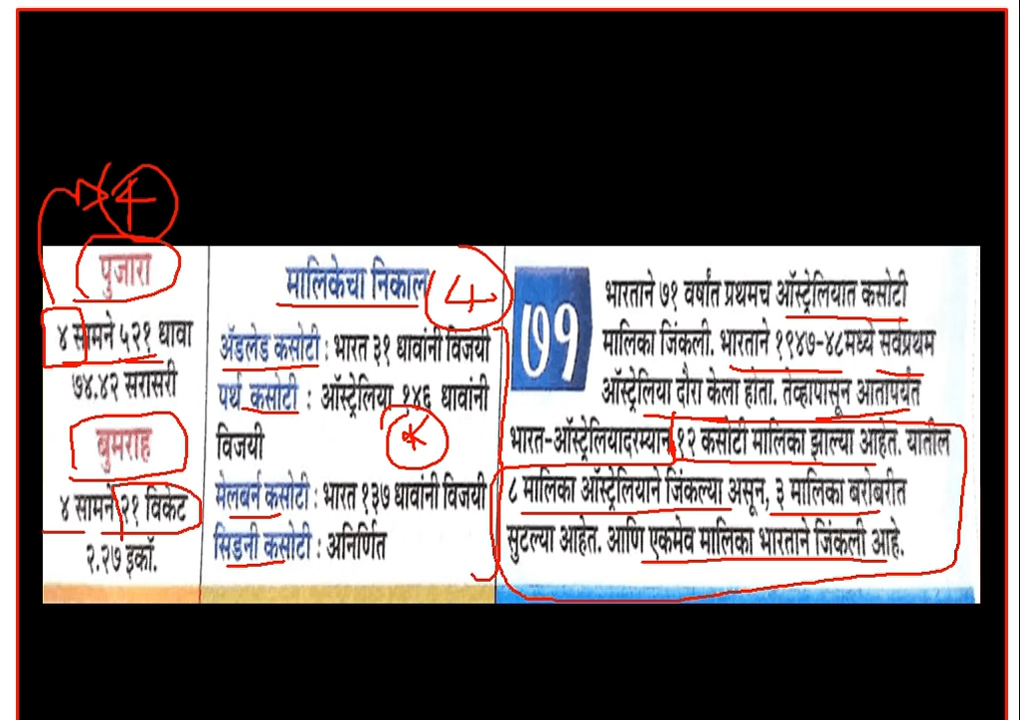 4
पुजारा
४ सामने ५२१ धावा
७४.४२ सरासरी
बुमराह
४ सामने २१ विकेट
२.२७ इकॉ.
मालिकेचा निकाल
4
ॲडलेड कसोटी : भारत ३१ धावांनी विजयी
पर्थ कसोटी : ऑस्ट्रेलिया १४६ धावांनी
विजयी
मेलबर्न कसोटी : भारत १३७ धावांनी विजयी
सिडनी कसोटी : अनिर्णित
७१
भारताने ७१ वर्षांत प्रथमच ऑस्ट्रेलियात कसोटी
मालिका जिंकली. भारताने १९४७-४८मध्ये सर्वप्रथम
ऑस्ट्रेलिया दौरा केला होता. तेव्हापासून आतापर्यंत
भारत-ऑस्ट्रेलियादरम्यान १२ कसोटी मालिका झाल्या आहेत. यातील
८ मालिका ऑस्ट्रेलियाने जिंकल्या असून, ३ मालिका बरोबरीत
सुटल्या आहेत. आणि एकमेव मालिका भारताने जिंकली आहे.